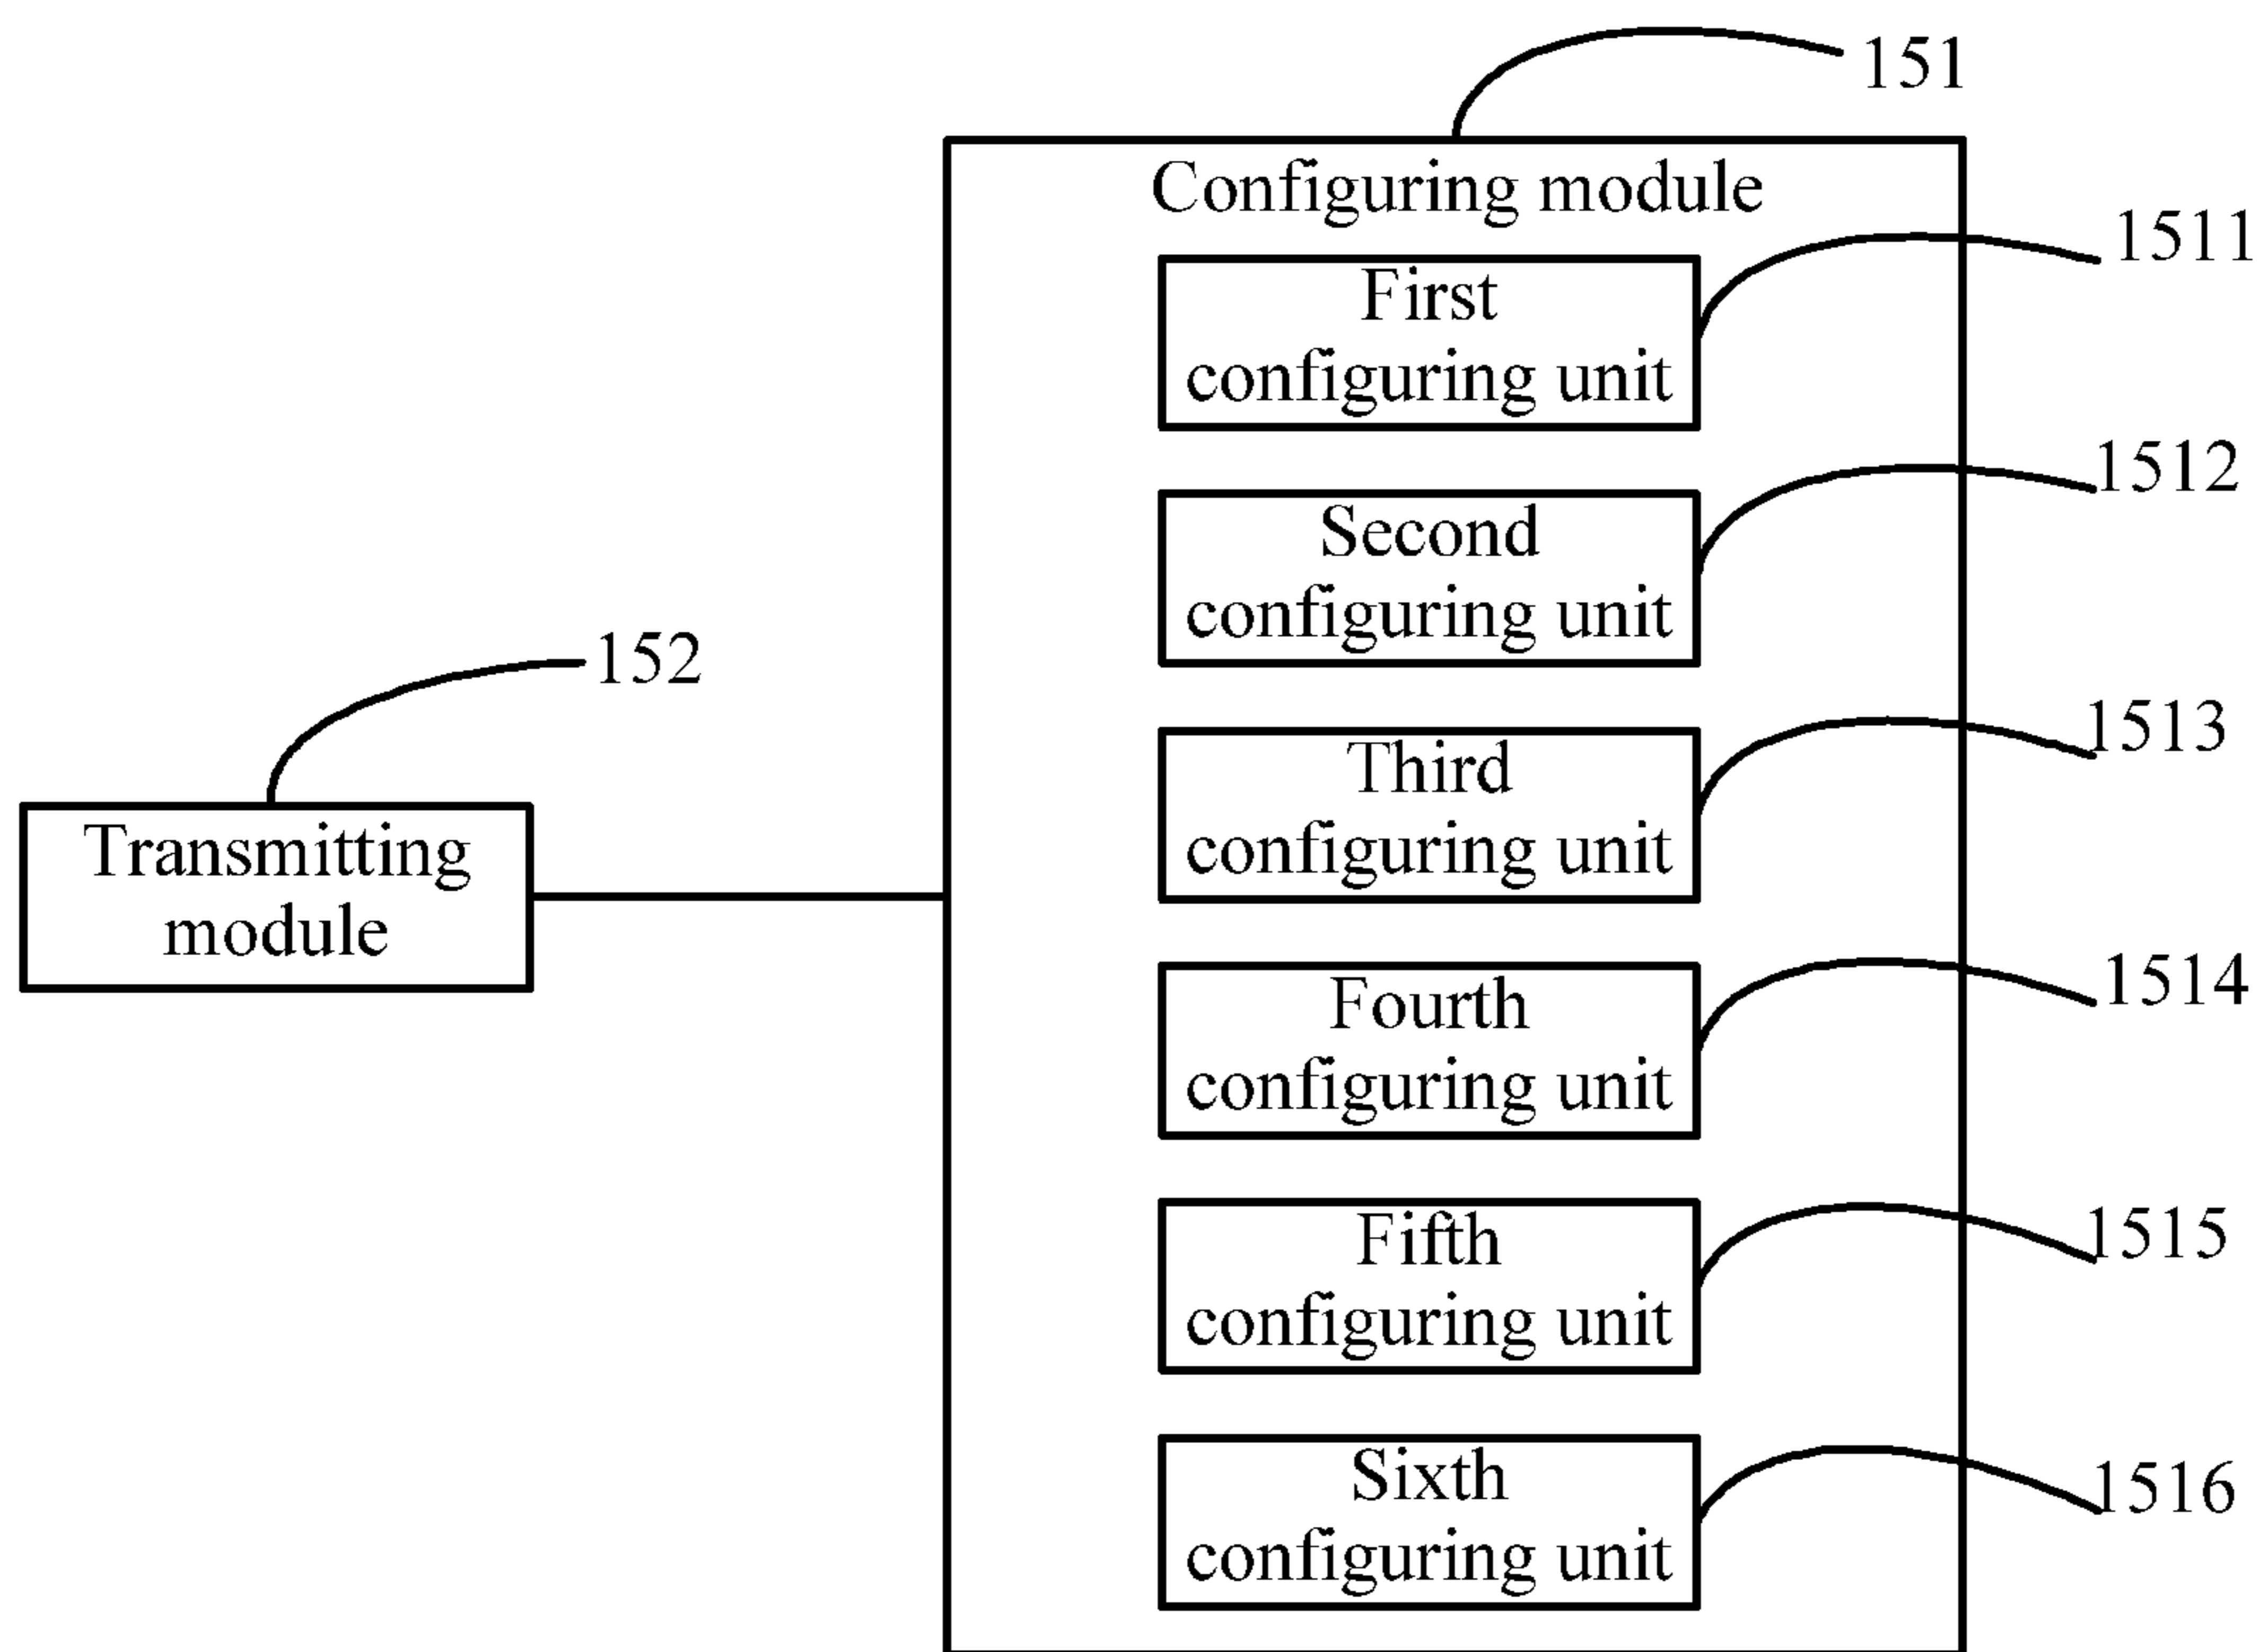 151
Configuring module
1511
First
configuring unit
1512
Second
configuring unit
152
1513
Third
configuring unit
Transmitting
module
1514
Fourth
configuring unit
1515
Fifth
configuring unit
1516
Sixth
configuring unit